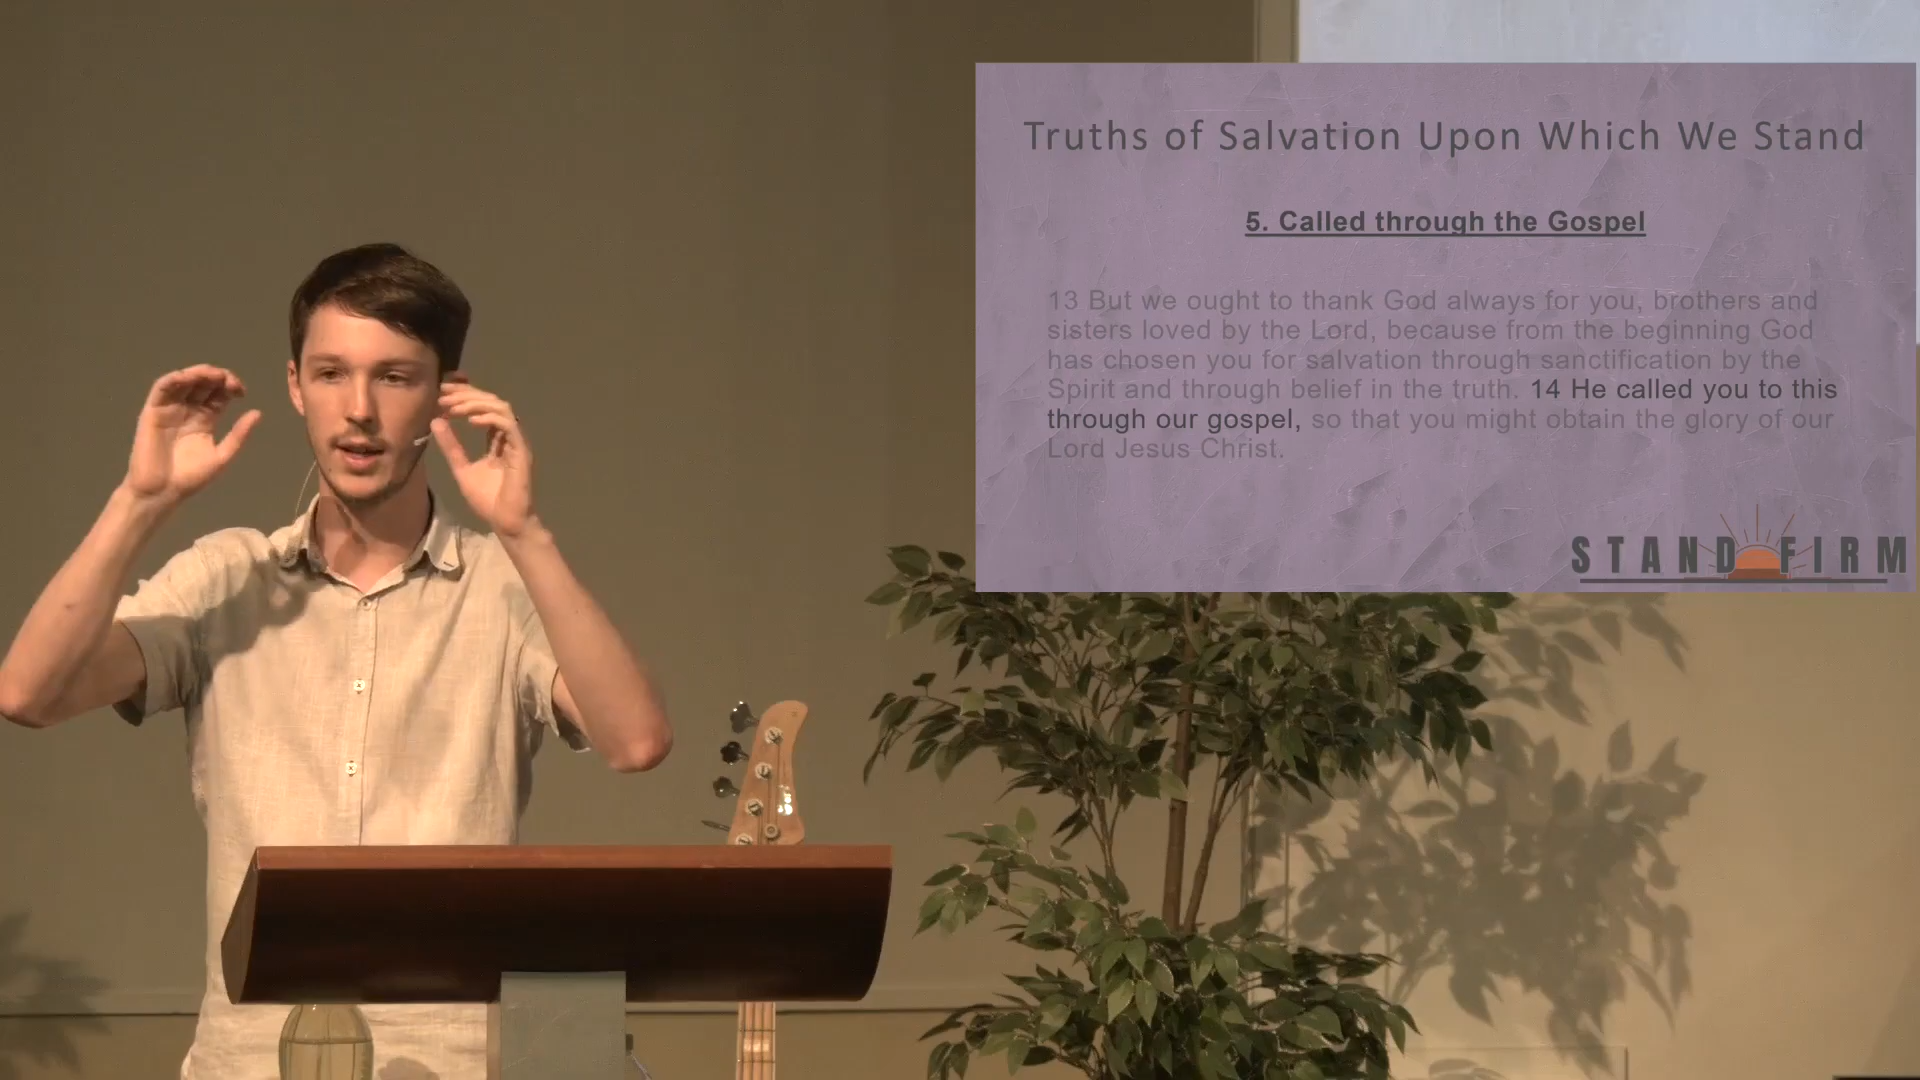 Truths of Salvation Upon Which We Stand
5. Called through the Gospel
13 But we ought to thank God always for you, brothers and
sisters loved by the Lord, because from the beginning God
has chosen you for salvation through sanctification by the
Spirit and through belief in the truth. 14 He called you to this
through our gospel, so that you might obtain the glory of our
Lord Jesus Christ.
STAND FIRM